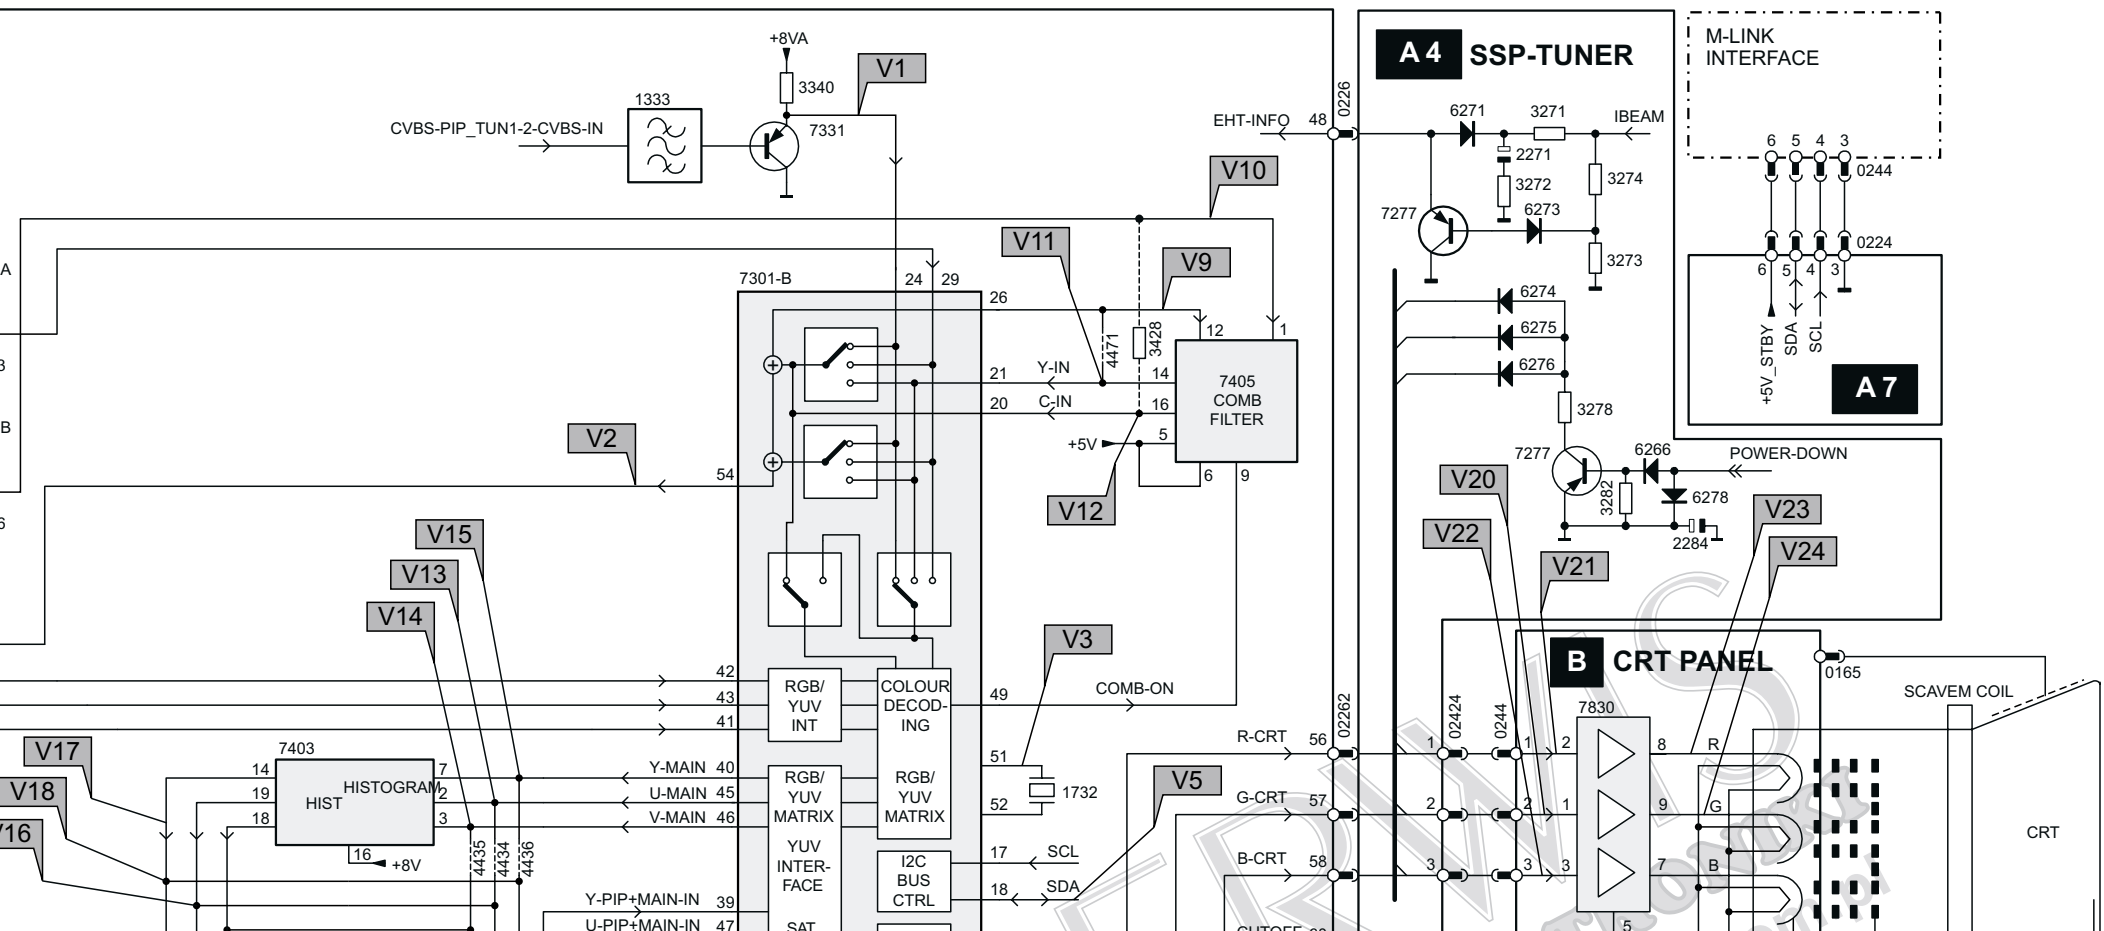 +8VA
V1
3340
1333
CVBS-PIP_TUN1-2-CVBS-IN
7331
EHT-INFO 48
0226
A 4 SSP-TUNER
6271 3271 IBEAM
2271
3272
3274
7277
6273
3273
M-LINK
INTERFACE
6 5 4 3
0244
0224
6 5 4 3
+5V_STBY
SDA
SCL
A 7
V10
V11
V9
A
7301-B
24 29
26
12 1
4471
3428
21 Y-IN 14
20 C-IN 16
+5V 5
7405
COMB
FILTER
6 9
B
V2
54
V12
6274
6275
6276
3278
7277
6266
POWER-DOWN
3282
6278
2284
V20
V22
V21
V23
V24
V15
V13
V14
V3
42
43
41
RGB/
YUV
INT
COLOUR
DECOD-
ING
49 COMB-ON
V17
V18
V16
7403
14
19
18
HIST
HISTOGRAM
7
2
3
16
+8V
4435
4434
4436
Y-MAIN 40
U-MAIN 45
V-MAIN 46
RGB/
YUV
MATRIX
RGB/
YUV
MATRIX
YUV
INTER-
FACE
SAT
51
52
1732
V5
I2C
BUS
CTRL
17 SCL
18 SDA
Y-PIP+MAIN-IN 39
U-PIP+MAIN-IN 47
R-CRT 56
G-CRT 57
B-CRT 58
02262
02424
0244
B CRT PANEL
7830
1 1 2 8 R
2 2 1 9 G
3 3 3 7 B
5
0165
SCAVEM COIL
CRT